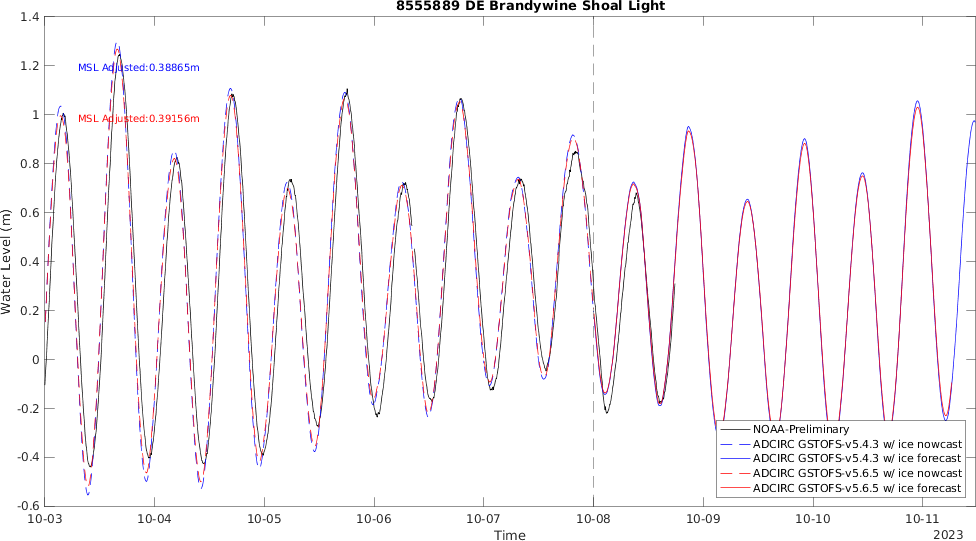 8555889 DE Brandywine Shoal Light
1.4
1.2
1
0.8
0.6
0.4
0.2
0
-0.2
-0.4
-0.6
Water Level (m)
MSL Adjusted:0.38865m
MSL Adjusted:0.39156m
NOAA-Preliminary
ADCIRC GSTOFS-v5.4.3 w/ ice nowcast
ADCIRC GSTOFS-v5.4.3 w/ ice forecast
ADCIRC GSTOFS-v5.6.5 w/ ice nowcast
ADCIRC GSTOFS-v5.6.5 w/ ice forecast
10-03 10-04 10-05 10-06 10-07 10-08 10-09 10-10 10-11
Time
2023